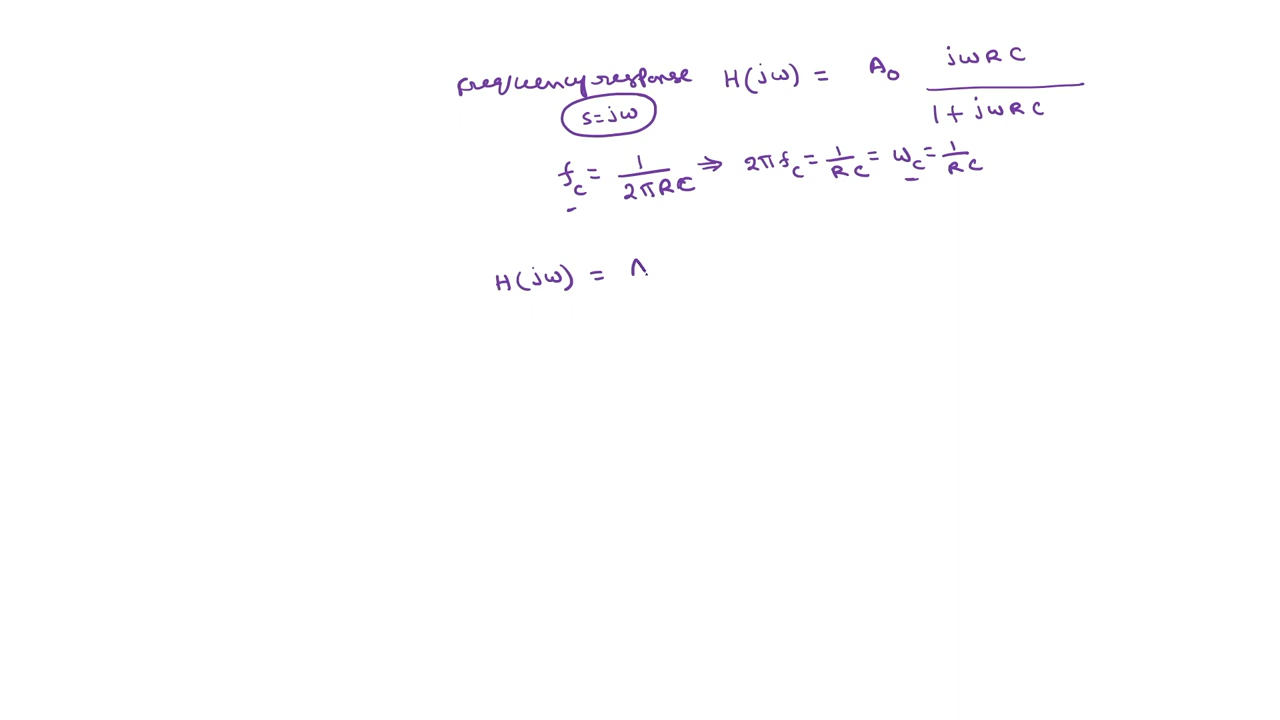 frequency response H(jω) = A₀ jωRC / 1 + jωRC
s=jω
f_c = 1 / 2πRC ⇒ 2πf_c = 1 / RC = ω_c = 1 / RC
H(jω) =